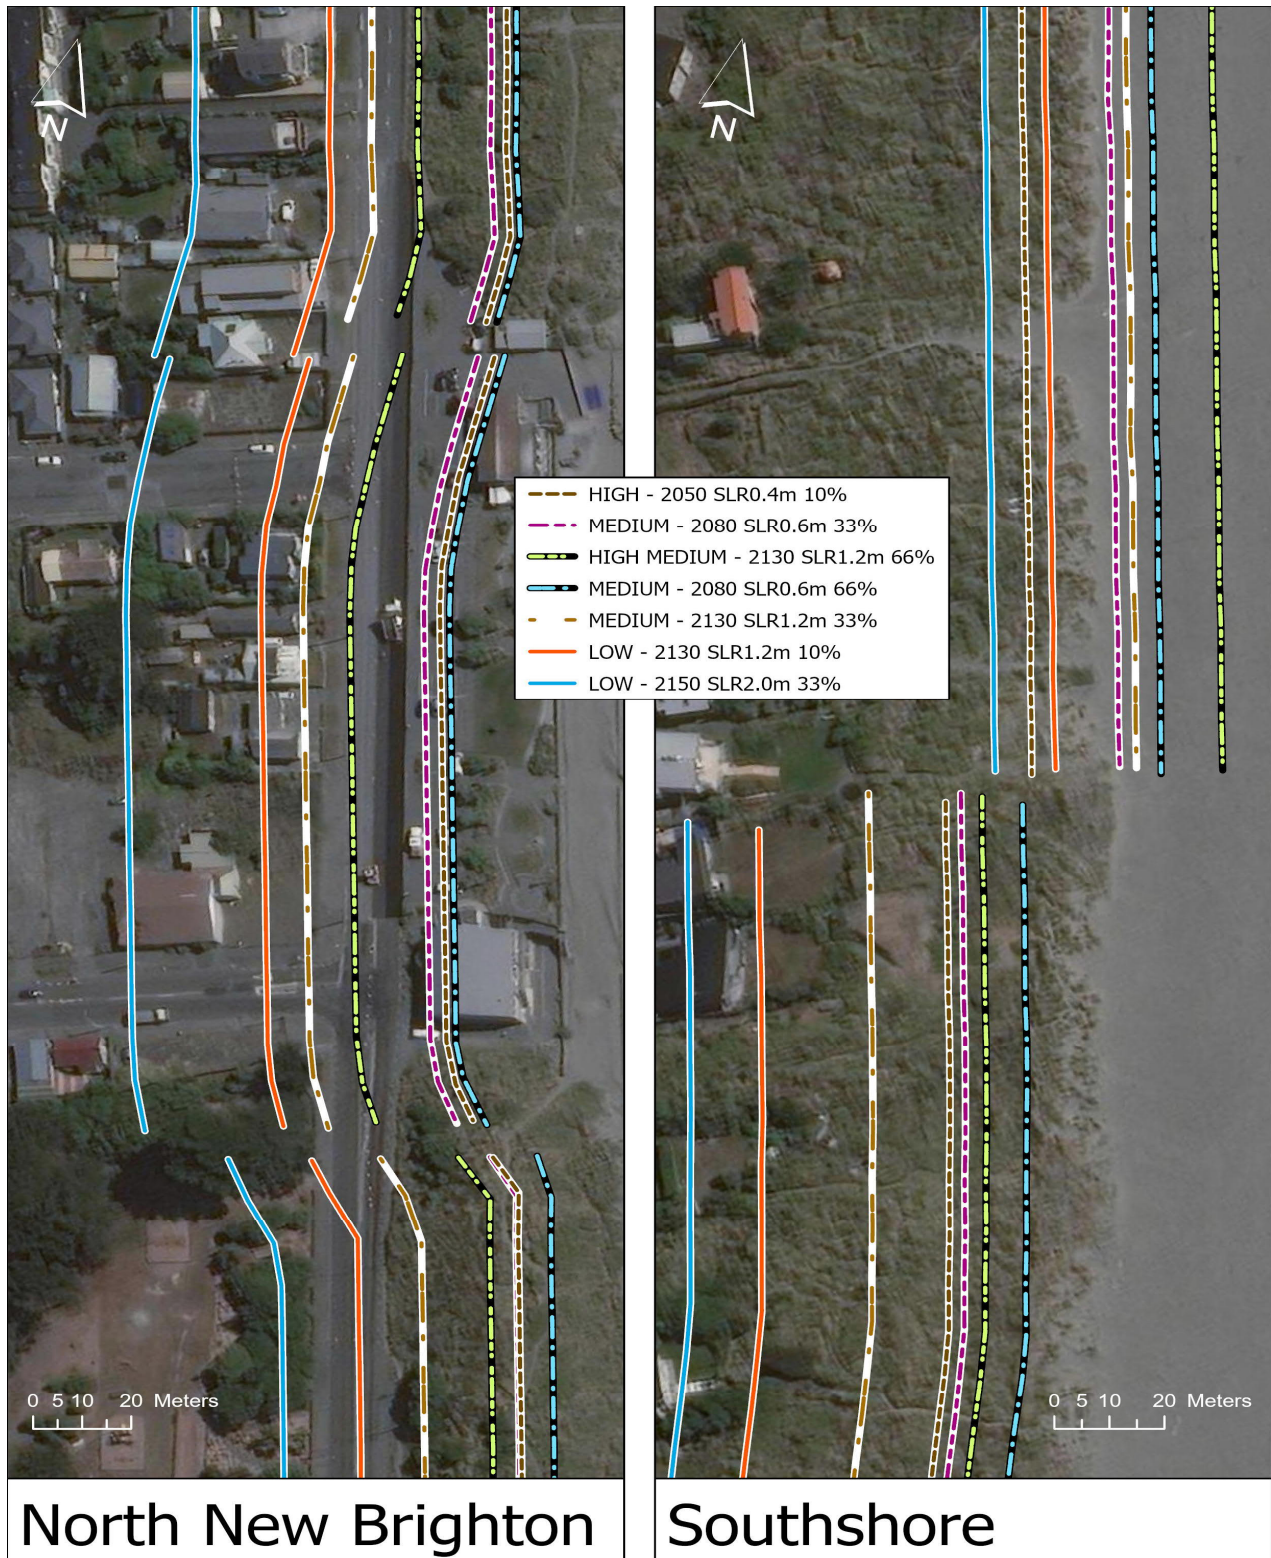 N
N
HIGH - 2050 SLR0.4m 10%
MEDIUM - 2080 SLR0.6m 33%
HIGH MEDIUM - 2130 SLR1.2m 66%
MEDIUM - 2080 SLR0.6m 66%
MEDIUM - 2130 SLR1.2m 33%
LOW - 2130 SLR1.2m 10%
LOW - 2150 SLR2.0m 33%
0 5 10 20 Meters
0 5 10 20 Meters
North New Brighton
Southshore